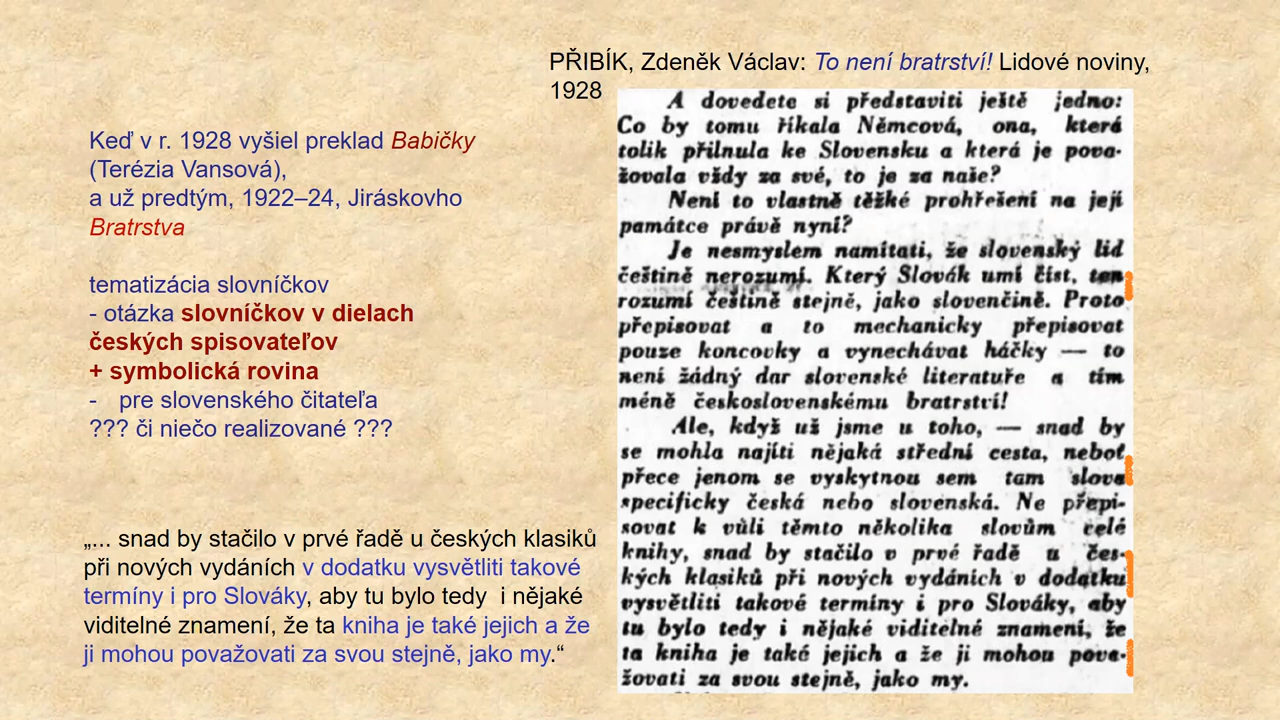 PŘIBÍK, Zdeněk Václav: To není bratrství! Lidové noviny,
1928
Keď v r. 1928 vyšiel preklad Babičky
(Terézia Vansová),
a už predtým, 1922–24, Jiráskovho
Bratrstva
tematizácia slovníčkov
- otázka slovníčkov v dielach
českých spisovateľov
+ symbolická rovina
- pre slovenského čitateľa
??? či niečo realizované ???
„... snad by stačilo v prvé řadě u českých klasiků
při nových vydáních v dodatku vysvětliti takové
termíny i pro Slováky, aby tu bylo tedy i nějaké
viditelné znamení, že ta kniha je také jejich a že
ji mohou považovati za svou stejně, jako my.“
A dovedete si představiti ještě jedno:
Co by tomu říkala Němcová, ona, která
tolik přilnula ke Slovensku a která je pova-
žovala vždy za své, to je za naše?
Není to vlastně těžké prohřešení na její
památce právě nyní?
Je nesmyslem namítati, že slovenský lid
češtině nerozumí. Který Slovák umí číst, ten
rozumí češtině stejně, jako slovenčině. Proto
přepisovat a to mechanicky přepisovat
pouze koncovky a vynechávat háčky — to
není žádný dar slovenské literatuře a tím
méně československému bratrství!
Ale, když už jsme u toho, — snad by
se mohla najíti nějaká střední cesta, neboť
přece jenom se vyskytnou sem tam slova
specificky česká nebo slovenská. Ne přepi-
sovat k vůli těmto několika slovům celé
knihy, snad by stačilo v prvé řadě u čes-
kých klasiků při nových vydáních v dodatku
vysvětliti takové termíny i pro Slováky, aby
tu bylo tedy i nějaké viditelné znamení, že
ta kniha je také jejich a že ji mohou pova-
žovati za svou stejně, jako my.